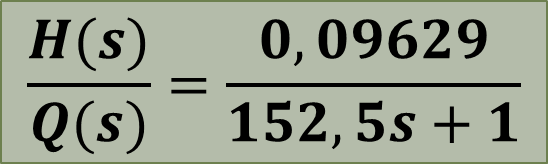 H(s)/Q(s) = 0,09629/152,5s + 1